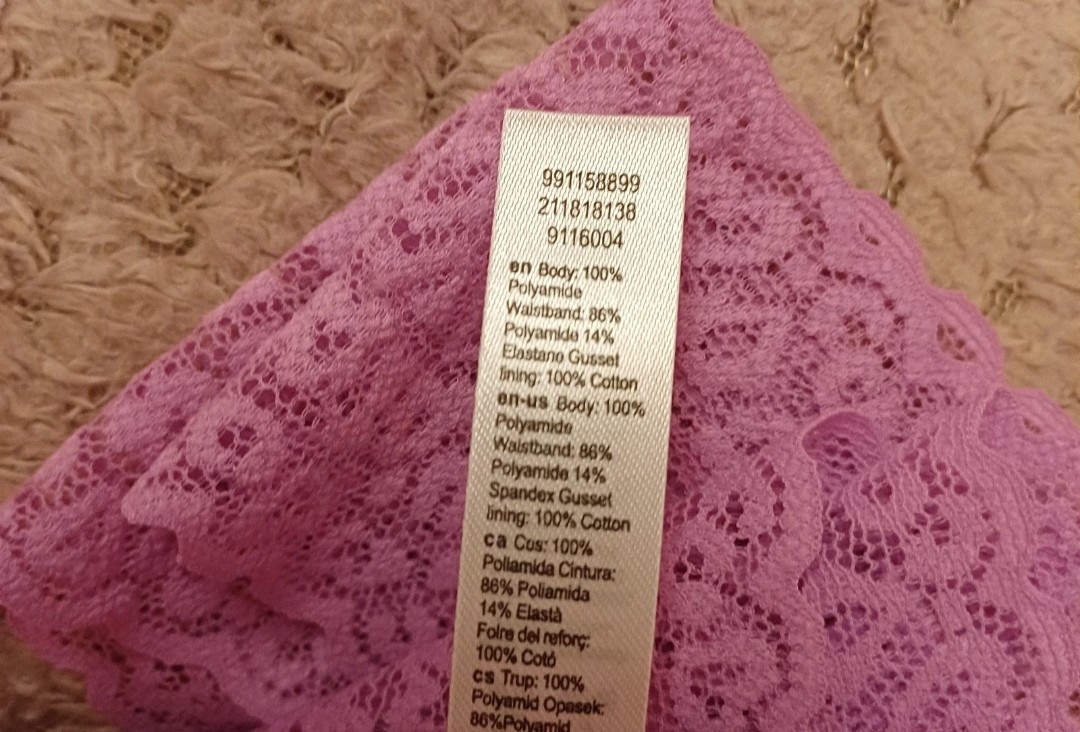 991158899
211818138
9116004
en Body: 100%
Polyamide
Waistband: 86%
Polyamide 14%
Elastane Gusset
lining: 100% Cotton
en-us Body: 100%
Polyamide
Waistband: 86%
Polyamide 14%
Spandex Gusset
lining: 100% Cotton
ca Cos: 100%
Poliamida Cintura:
86% Poliamida
14% Elastà
Folre del reforç:
100% Cotó
cs Trup: 100%
Polyamid Opasek:
86%Polyamid